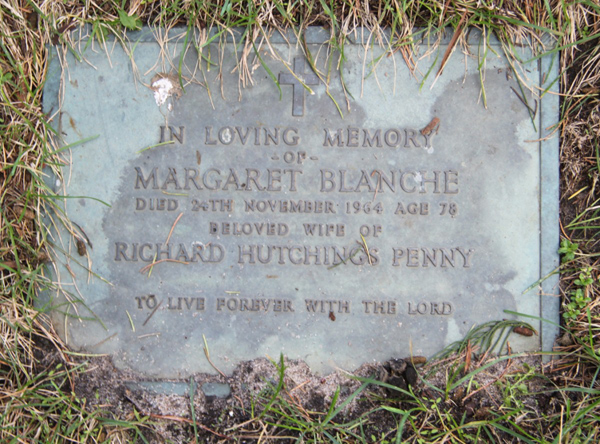 IN LOVING MEMORY
-OF-
MARGARET BLANCHE
DIED 24TH NOVEMBER 1964 AGE 78
BELOVED WIFE OF
RICHARD HUTCHINGS PENNY
TO LIVE FOREVER WITH THE LORD